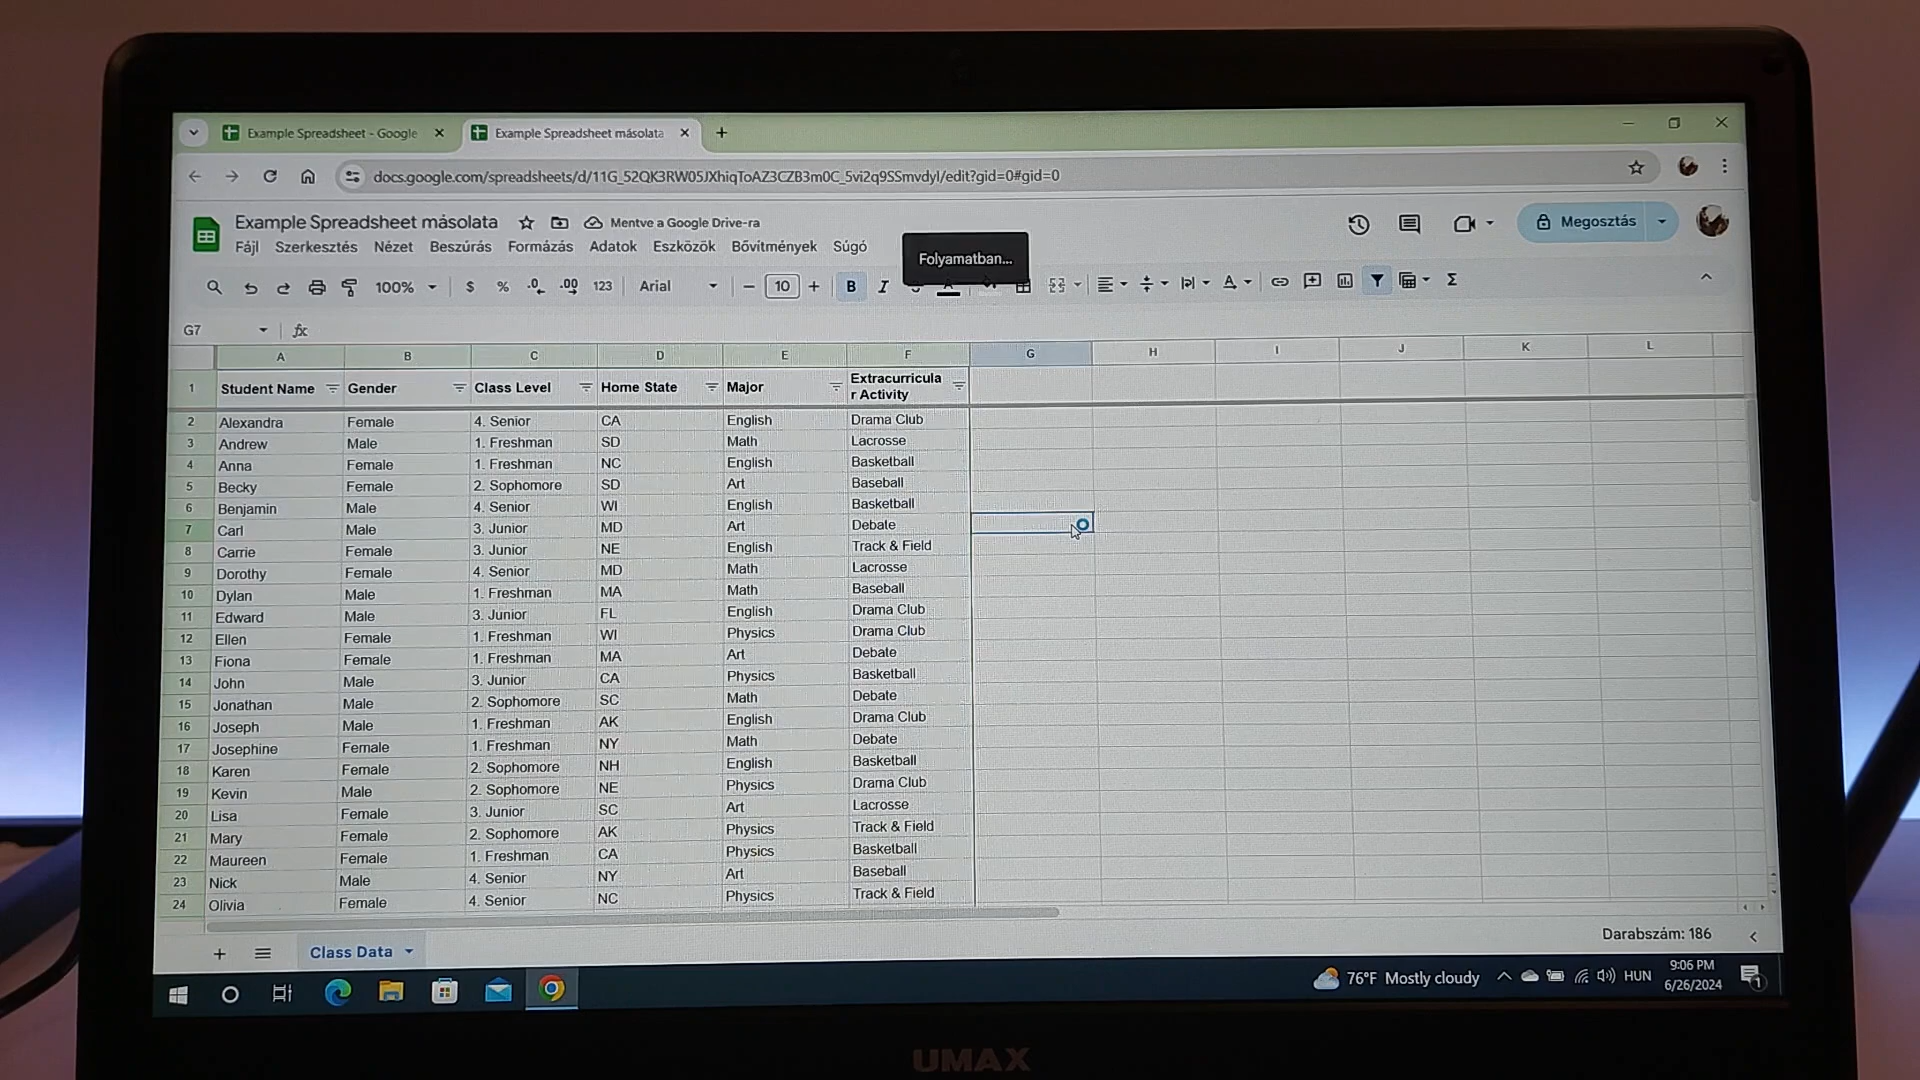 Example Spreadsheet - Google
Example Spreadsheet másolata
docs.google.com/spreadsheets/d/11G_52QK3RW05JXhiqToAZ3CZB3m0C_5vi2q9SSmvdyI/edit?gid=0#gid=0
Example Spreadsheet másolata Mentve a Google Drive-ra
Megosztás
Fájl Szerkesztés Nézet Beszúrás Formázás Adatok Eszközök Bővítmények Súgó
Folyamatban...
100% $ % .0 .00 123 Arial 10 B I A Σ
G7 fx
A B C D E F G H I J K L
1 Student Name Gender Class Level Home State Major Extracurricula
r Activity
2 Alexandra Female 4. Senior CA English Drama Club
3 Andrew Male 1. Freshman SD Math Lacrosse
4 Anna Female 1. Freshman NC English Basketball
5 Becky Female 2. Sophomore SD Art Baseball
6 Benjamin Male 4. Senior WI English Basketball
7 Carl Male 3. Junior MD Art Debate
8 Carrie Female 3. Junior NE English Track & Field
9 Dorothy Female 4. Senior MD Math Lacrosse
10 Dylan Male 1. Freshman MA Math Baseball
11 Edward Male 3. Junior FL English Drama Club
12 Ellen Female 1. Freshman WI Physics Drama Club
13 Fiona Female 1. Freshman MA Art Debate
14 John Male 3. Junior CA Physics Basketball
15 Jonathan Male 2. Sophomore SC Math Debate
16 Joseph Male 1. Freshman AK English Drama Club
17 Josephine Female 1. Freshman NY Math Debate
18 Karen Female 2. Sophomore NH English Basketball
19 Kevin Male 2. Sophomore NE Physics Drama Club
20 Lisa Female 3. Junior SC Art Lacrosse
21 Mary Female 2. Sophomore AK Physics Track & Field
22 Maureen Female 1. Freshman CA Physics Basketball
23 Nick Male 4. Senior NY Art Baseball
24 Olivia Female 4. Senior NC Physics Track & Field
Class Data
Darabszám: 186
76°F Mostly cloudy HUN
9:06 PM
6/26/2024
1
UMAX